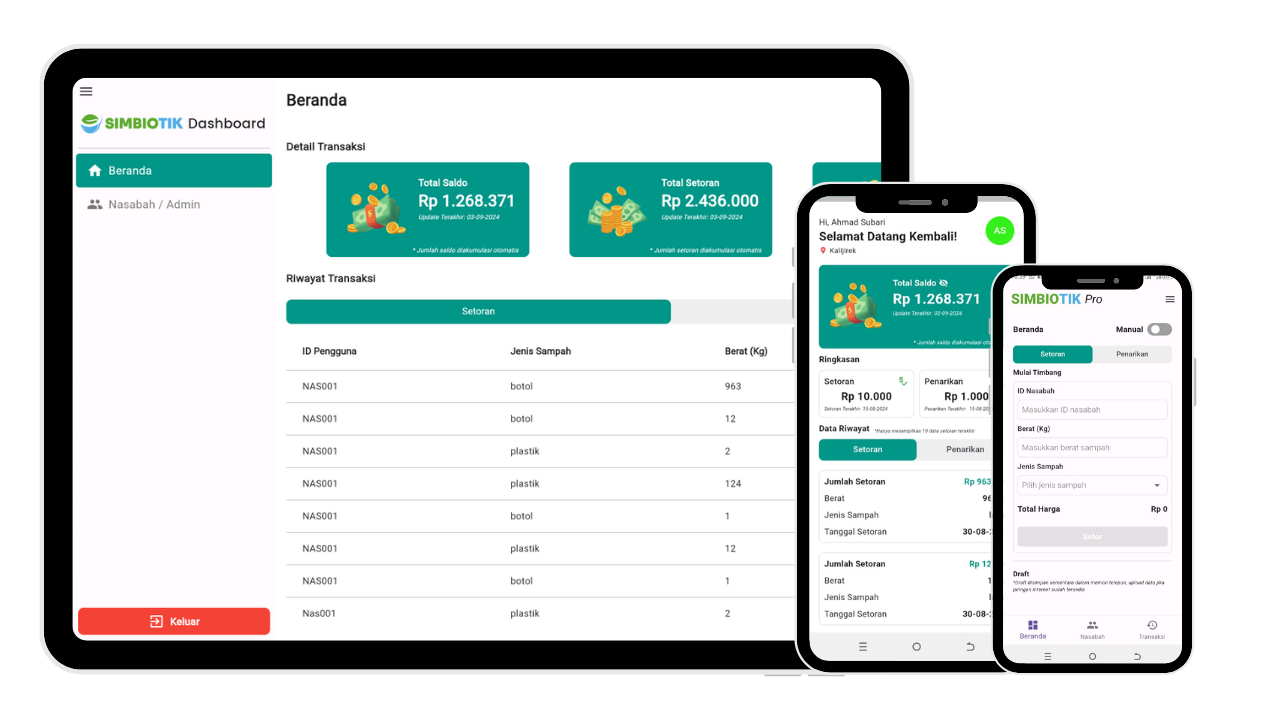 SIMBIOTIK Dashboard
Beranda
Nasabah / Admin
Keluar
Beranda
Detail Transaksi
Total Saldo
Rp 1.268.371
Update Terakhir: 03-09-2024
* Jumlah saldo diakumulasi otomatis
Total Setoran
Rp 2.436.000
Update Terakhir: 03-09-2024
* Jumlah setoran diakumulasi otomatis
Riwayat Transaksi
Setoran
ID Pengguna Jenis Sampah Berat (Kg)
NAS001 botol 963
NAS001 botol 12
NAS001 plastik 2
NAS001 plastik 124
NAS001 botol 1
NAS001 plastik 12
NAS001 botol 1
Nas001 plastik 2
Hi, Ahmad Subari
Selamat Datang Kembali!
AS
Kalijirek
Total Saldo
Rp 1.268.371
Update Terakhir: 02-09-2024
* Jumlah saldo diakumulasi
Ringkasan
Setoran
Rp 10.000
Setoran Terakhir: 15-08-2024
Penarikan
Rp 1.000
Penarikan Terakhir: 15-08-20
Data Riwayat *Hanya menampilkan 10 data setoran terakhir
Setoran Penarikan
Jumlah Setoran Rp 963
Berat 96
Jenis Sampah
Tanggal Setoran 30-08-
Jumlah Setoran Rp 12
Berat 1
Jenis Sampah
Tanggal Setoran 30-08-
SIMBIOTIK Pro
Beranda Manual
Setoran Penarikan
Mulai Timbang
ID Nasabah
Masukkan ID nasabah
Berat (Kg)
Masukkan berat sampah
Jenis Sampah
Pilih jenis sampah
Total Harga Rp 0
Setor
Draft
*Draft disimpan sementara dalam memori telepon, upload data jika
jaringan internet sudah tersedia
Beranda Nasabah Transaksi